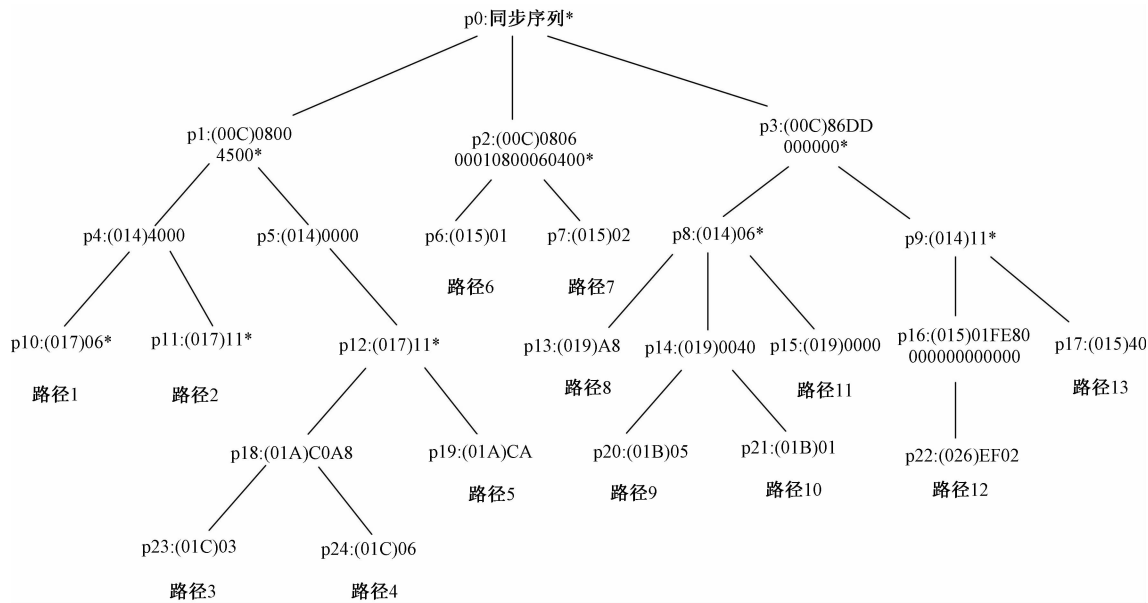 p0:同步序列*
p1:(00C)0800
4500*
p2:(00C)0806
00010800060400*
p3:(00C)86DD
000000*
p4:(014)4000
p5:(014)0000
p6:(015)01
p7:(015)02
p8:(014)06*
p9:(014)11*
路径6
路径7
p10:(017)06*
p11:(017)11*
p12:(017)11*
p13:(019)A8
p14:(019)0040
p15:(019)0000
p16:(015)01FE80
000000000000
p17:(015)40
路径1
路径2
路径8
路径11
路径13
p18:(01A)C0A8
p19:(01A)CA
p20:(01B)05
p21:(01B)01
p22:(026)EF02
路径5
路径9
路径10
路径12
p23:(01C)03
p24:(01C)06
路径3
路径4